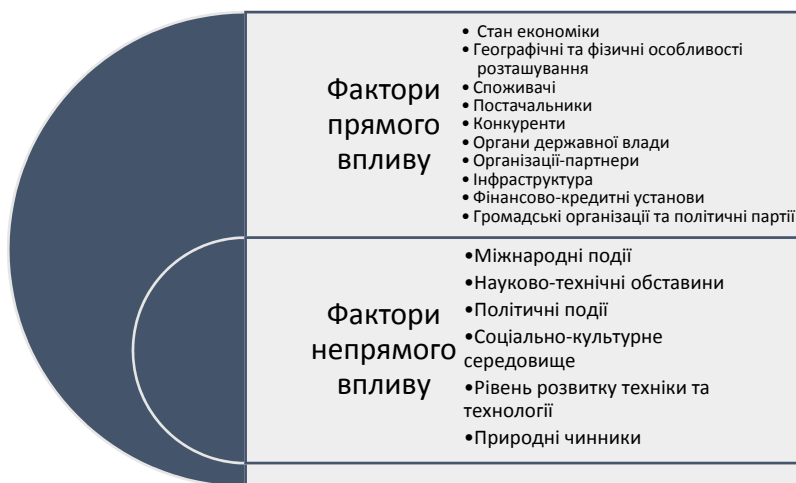 Фактори
прямого
впливу
• Стан економіки
• Географічні та фізичні особливості
розташування
• Споживачі
• Постачальники
• Конкуренти
• Органи державної влади
• Організації-партнери
• Інфраструктура
• Фінансово-кредитні установи
• Громадські організації та політичні партії
Фактори
непрямого
впливу
•Міжнародні події
•Науково-технічні обставини
•Політичні події
•Соціально-культурне
середовище
•Рівень розвитку техніки та
технології
•Природні чинники